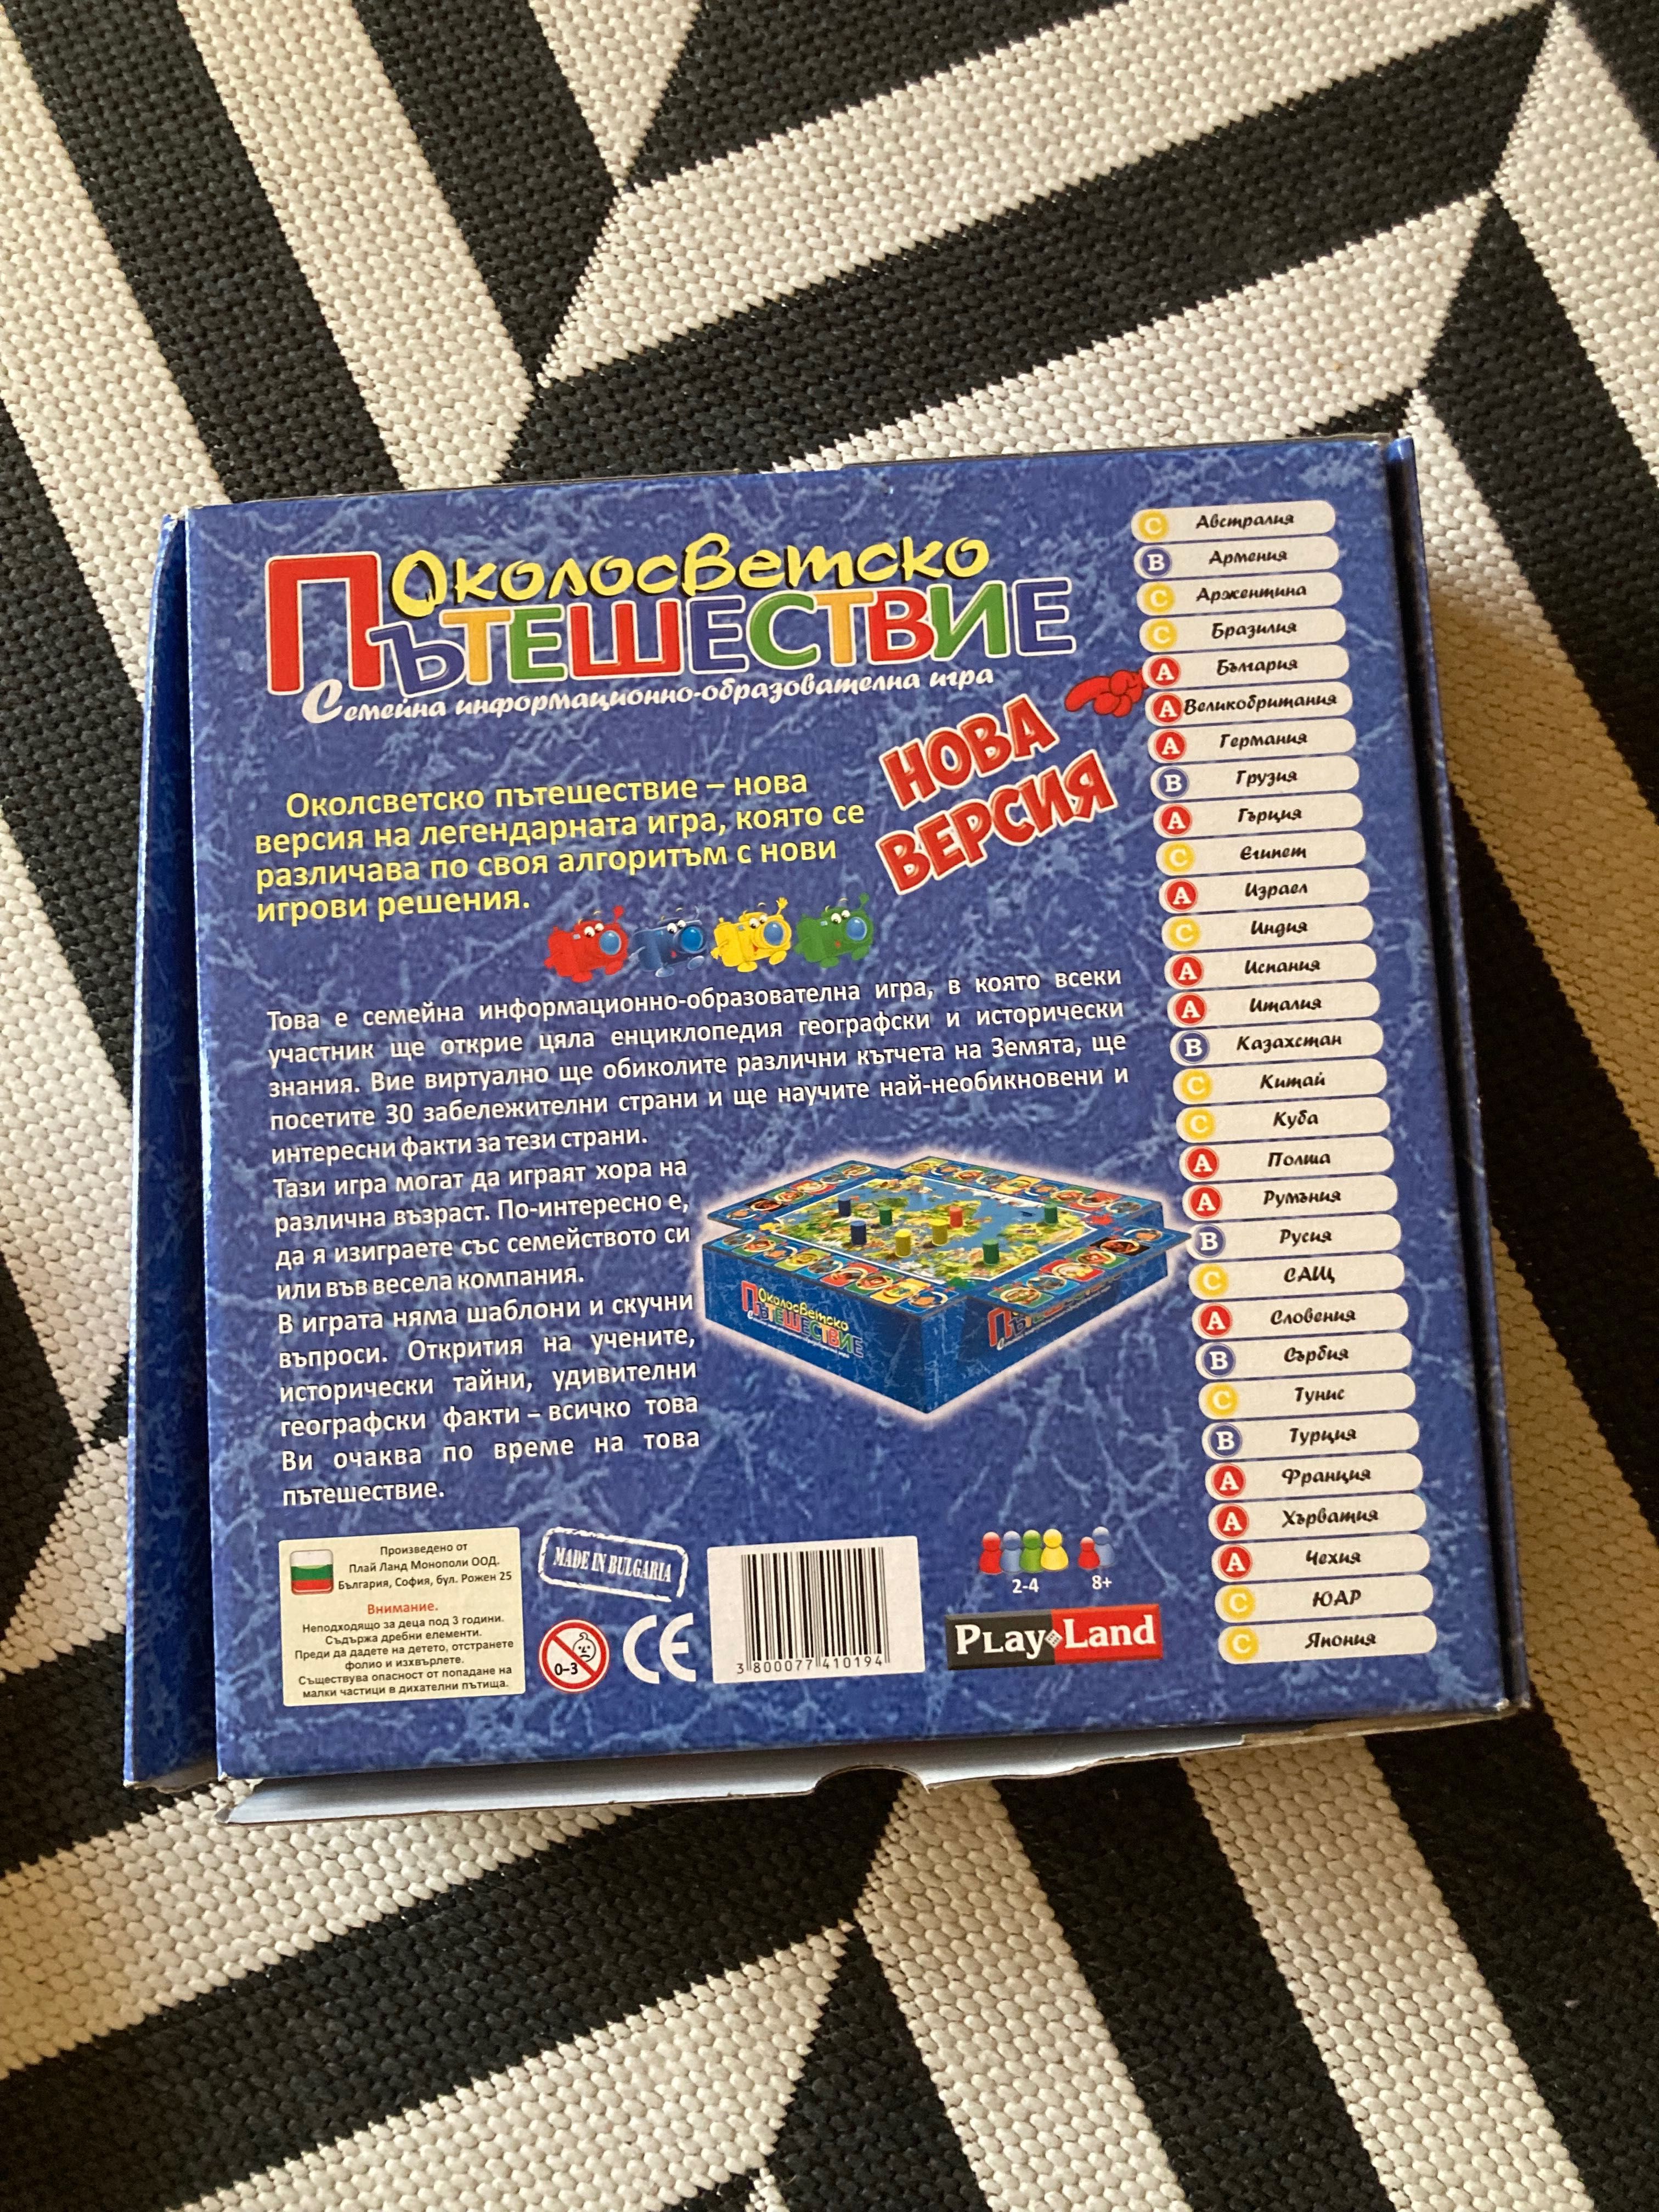 Околосветско
ПЪТЕШЕСТВИЕ
Семейна информационно-образователна игра
НОВА
ВЕРСИЯ
Околсветско пътешествие – нова
версия на легендарната игра, която се
различава по своя алгоритъм с нови
игрови решения.
Това е семейна информационно-образователна игра, в която всеки
участник ще открие цяла енциклопедия географски и исторически
знания. Вие виртуално ще обиколите различни кътчета на Земята, ще
посетите 30 забележителни страни и ще научите най-необикновени и
интересни факти за тези страни.
Тази игра могат да играят хора на
различна възраст. По-интересно е,
да я изиграете със семейството си
или във весела компания.
В играта няма шаблони и скучни
въпроси. Открития на учените,
исторически тайни, удивителни
географски факти – всичко това
Ви очаква по време на това
пътешествие.
Околосветско
ПЪТЕШЕСТВИЕ
Произведено от
Плай Ланд Монополи ООД.
България, София, бул. Рожен 25
Внимание.
Неподходящо за деца под 3 години.
Съдържа дребни елементи.
Преди да дадете на детето, отстранете
фолио и изхвърлете.
Съществува опасност от попадане на
малки частици в дихателни пътища.
MADE IN BULGARIA
0-3
CE
3 800077 410194
2-4
8+
PLay Land
C Австралия
B Армения
C Аржентина
C Бразилия
A България
A Великобритания
A Германия
B Грузия
A Гърция
C Египет
A Израел
C Индия
A Испания
A Италия
B Казахстан
C Китай
C Куба
A Полша
A Румъния
B Русия
C САЩ
A Словения
B Сърбия
C Тунис
B Турция
A Франция
A Хърватия
A Чехия
C ЮАР
C Япония